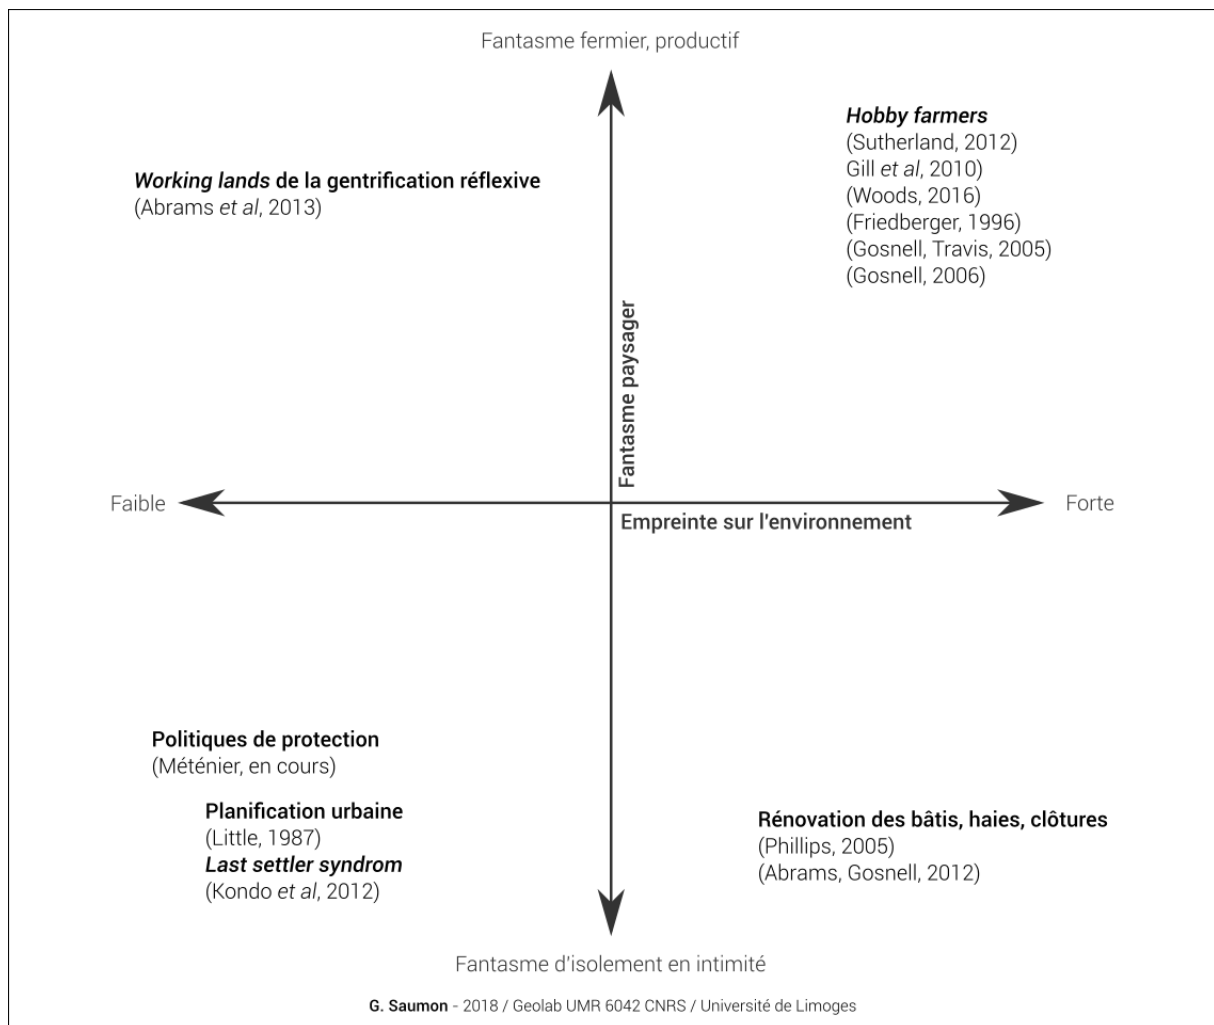 Fantasme fermier, productif
Hobby farmers
(Sutherland, 2012)
Gill et al, 2010)
(Woods, 2016)
(Friedberger, 1996)
(Gosnell, Travis, 2005)
(Gosnell, 2006)
Working lands de la gentrification réflexive
(Abrams et al, 2013)
Fantasme paysager
Faible
Forte
Empreinte sur l'environnement
Politiques de protection
(Méténier, en cours)
Planification urbaine
(Little, 1987)
Last settler syndrom
(Kondo et al, 2012)
Rénovation des bâtis, haies, clôtures
(Phillips, 2005)
(Abrams, Gosnell, 2012)
Fantasme d'isolement en intimité
G. Saumon - 2018 / Geolab UMR 6042 CNRS / Université de Limoges